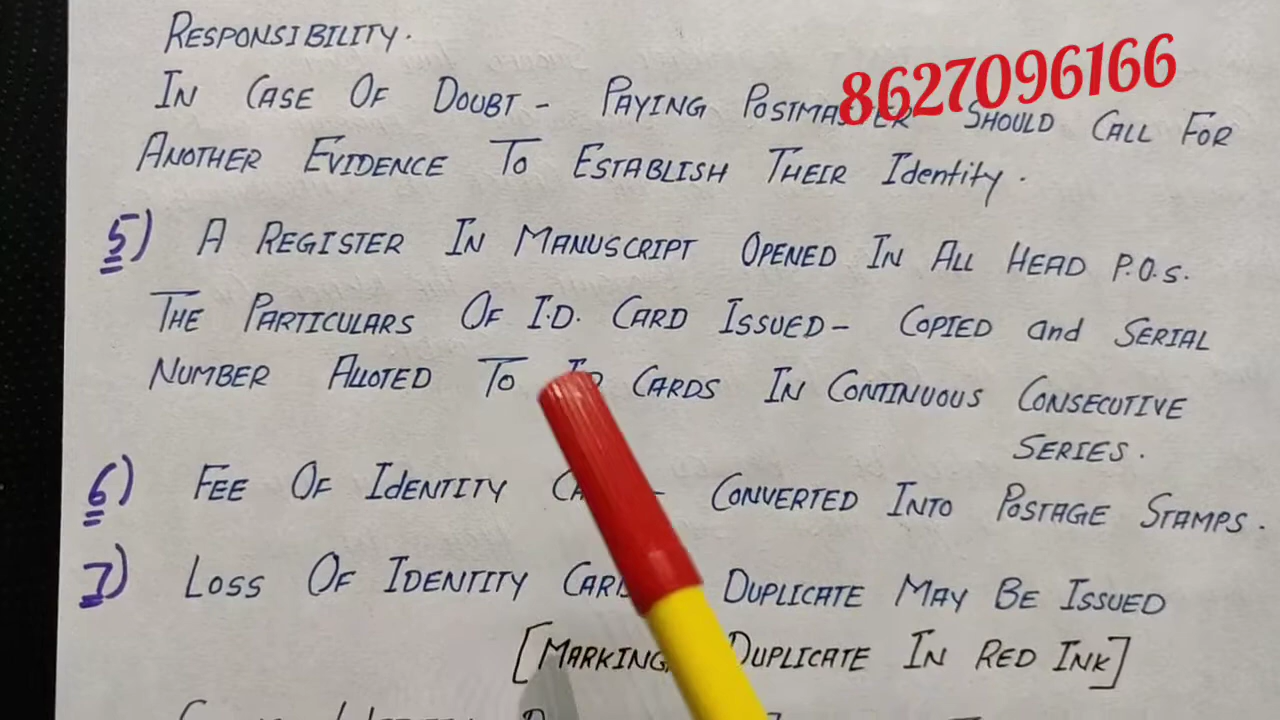 RESPONSIBILITY.
8627096166
IN CASE OF DOUBT - PAYING POSTMASTER SHOULD CALL FOR
ANOTHER EVIDENCE TO ESTABLISH THEIR Identity.
5) A REGISTER IN MANUSCRIPT OPENED IN ALL HEAD P.O.s.
THE PARTICULARS OF I.D. CARD ISSUED - COPIED and SERIAL
NUMBER ALLOTED TO ID CARDS IN CONTINUOUS CONSECUTIVE
SERIES.
6) FEE OF IDENTITY - CONVERTED INTO POSTAGE STAMPS.
7) LOSS OF IDENTITY CARD DUPLICATE MAY BE ISSUED
[MARKING DUPLICATE IN RED INK]